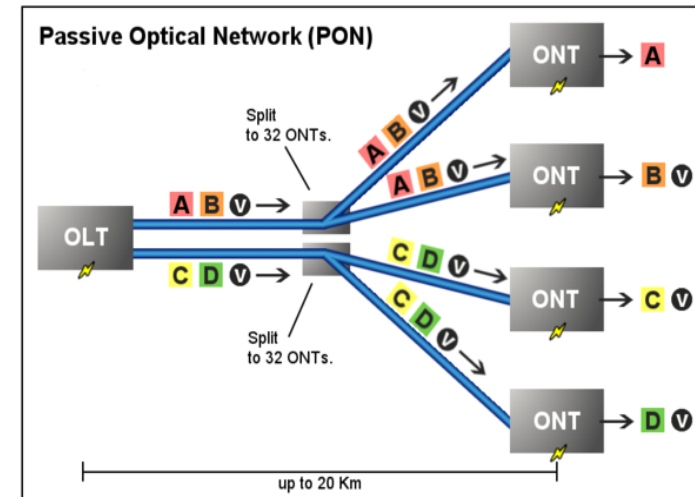 Passive Optical Network (PON)
ONT
A
Split
to 32 ONTs.
A B V
A B V
ONT
B V
A B V
OLT
C D V
C D V
ONT
C V
C D V
Split
to 32 ONTs.
ONT
D V
up to 20 Km